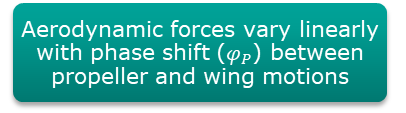 Aerodynamic forces vary linearly
with phase shift (𝜑𝑃) between
propeller and wing motions